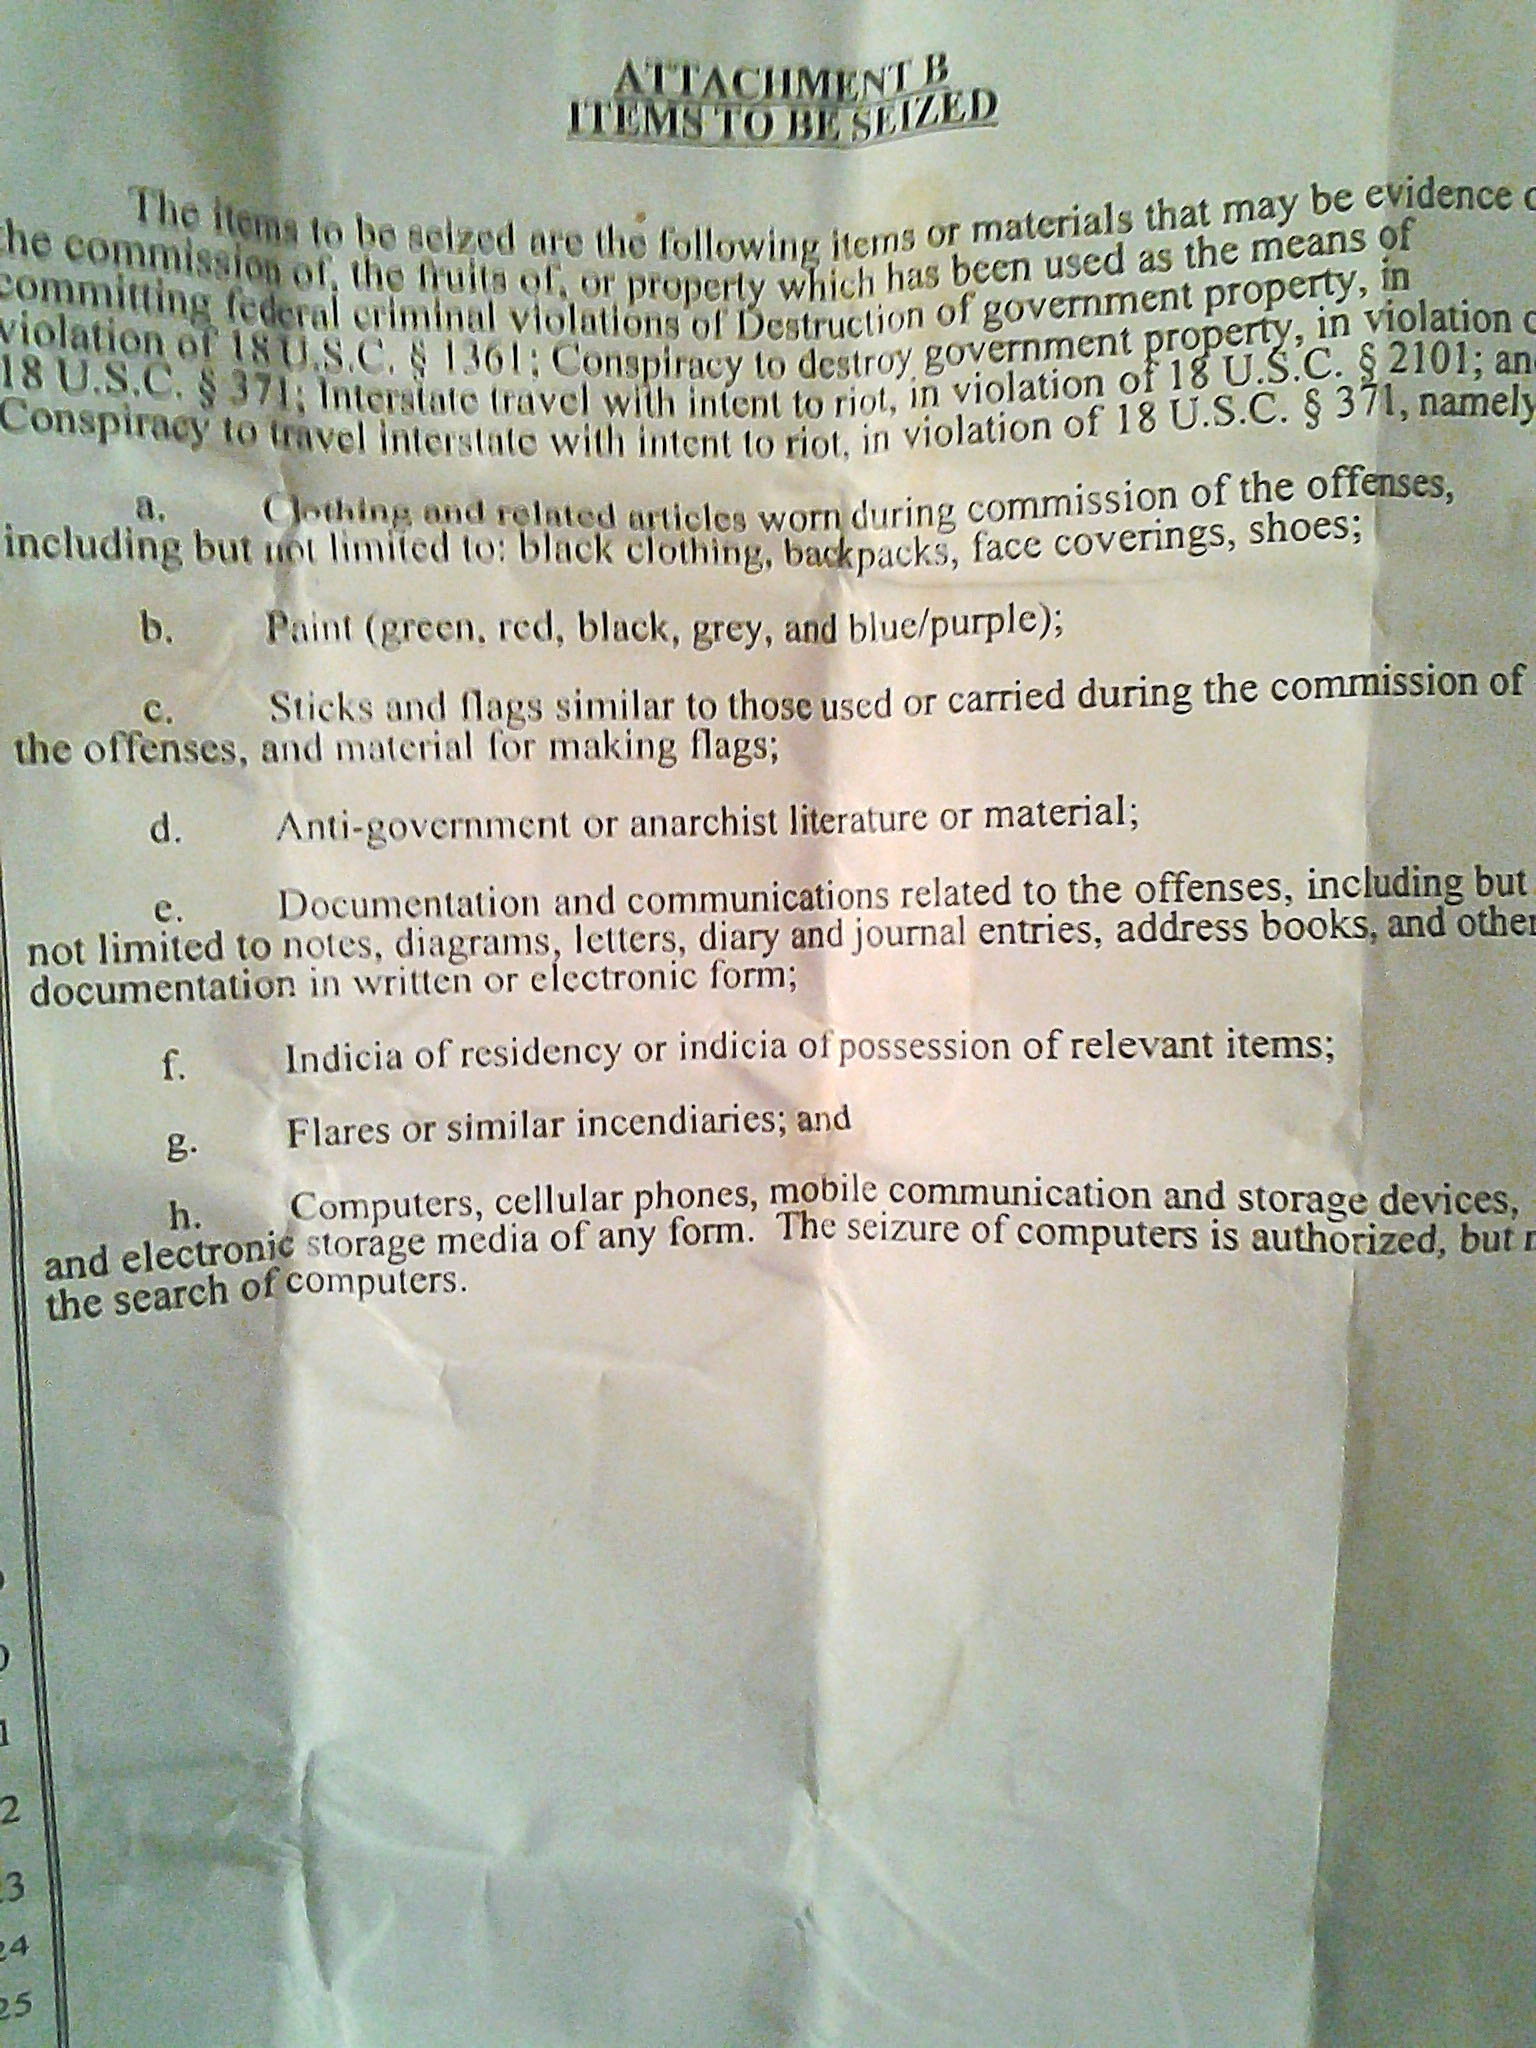 ATTACHMENT B
ITEMS TO BE SEIZED
The items to be seized are the following items or materials that may be evidence
the commission of, the fruits of, or property which has been used as the means of
committing federal criminal violations of Destruction of government property, in
violation of 18 U.S.C. § 1361; Conspiracy to destroy government property, in violation
18 U.S.C. § 371; Interstate travel with intent to riot, in violation of 18 U.S.C. § 2101; an
Conspiracy to travel interstate with intent to riot, in violation of 18 U.S.C. § 371, namely
a. Clothing and related articles worn during commission of the offenses,
including but not limited to: black clothing, backpacks, face coverings, shoes;
b. Paint (green, red, black, grey, and blue/purple);
c. Sticks and flags similar to those used or carried during the commission of
the offenses, and material for making flags;
d. Anti-government or anarchist literature or material;
e. Documentation and communications related to the offenses, including but
not limited to notes, diagrams, letters, diary and journal entries, address books, and other
documentation in written or electronic form;
f. Indicia of residency or indicia of possession of relevant items;
g. Flares or similar incendiaries; and
h. Computers, cellular phones, mobile communication and storage devices,
and electronic storage media of any form. The seizure of computers is authorized, but
the search of computers.
2
3
24
25